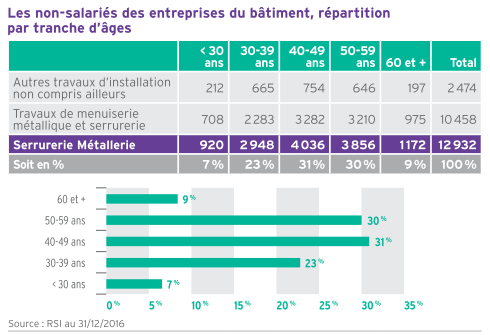 Les non-salariés des entreprises du bâtiment, répartition
par tranche d'âges
< 30 ans 30-39 ans 40-49 ans 50-59 ans 60 et + Total
Autres travaux d'installation
non compris ailleurs 212 665 754 646 197 2 474
Travaux de menuiserie
métallique et serrurerie 708 2 283 3 282 3 210 975 10 458
Serrurerie Métallerie 920 2 948 4 036 3 856 1 172 12 932
Soit en % 7 % 23 % 31 % 30 % 9 % 100 %
60 et + 9 %
50-59 ans 30 %
40-49 ans 31 %
30-39 ans 23 %
< 30 ans 7 %
0 % 5 % 10 % 15 % 20 % 25 % 30 % 35 %
Source : RSI au 31/12/2016